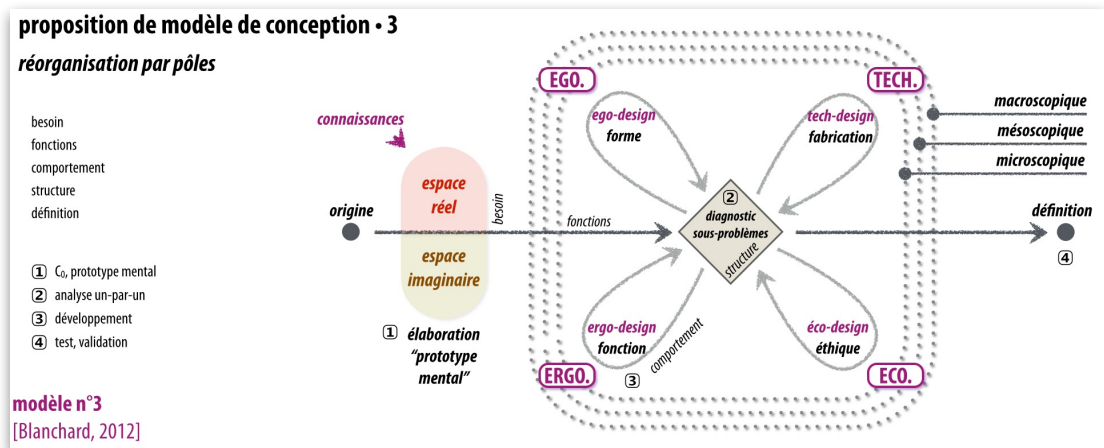 proposition de modèle de conception • 3
réorganisation par pôles
besoin
fonctions
comportement
structure
définition
1 C0, prototype mental
2 analyse un-par-un
3 développement
4 test, validation
modèle n°3
[Blanchard, 2012]
connaissances
origine
espace
réel
espace
imaginaire
besoin
1 élaboration
"prototype
mental"
fonctions
EGO.
ego-design
forme
TECH.
tech-design
fabrication
2
diagnostic
sous-problèmes
structure
ergo-design
fonction
3
comportement
ERGO.
éco-design
éthique
ECO.
macroscopique
mésoscopique
microscopique
définition
4